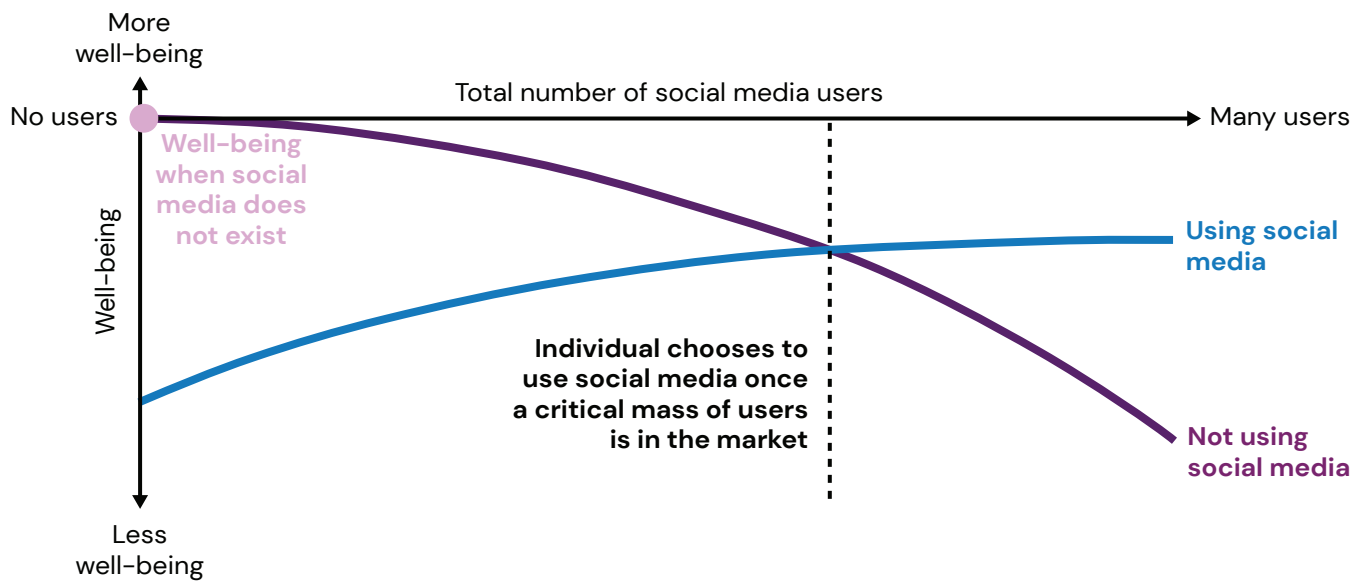 More
well-being
Total number of social media users
No users
Many users
Well-being
when social
media does
not exist
Well-being
Using social
media
Individual chooses to
use social media once
a critical mass of users
is in the market
Not using
social media
Less
well-being